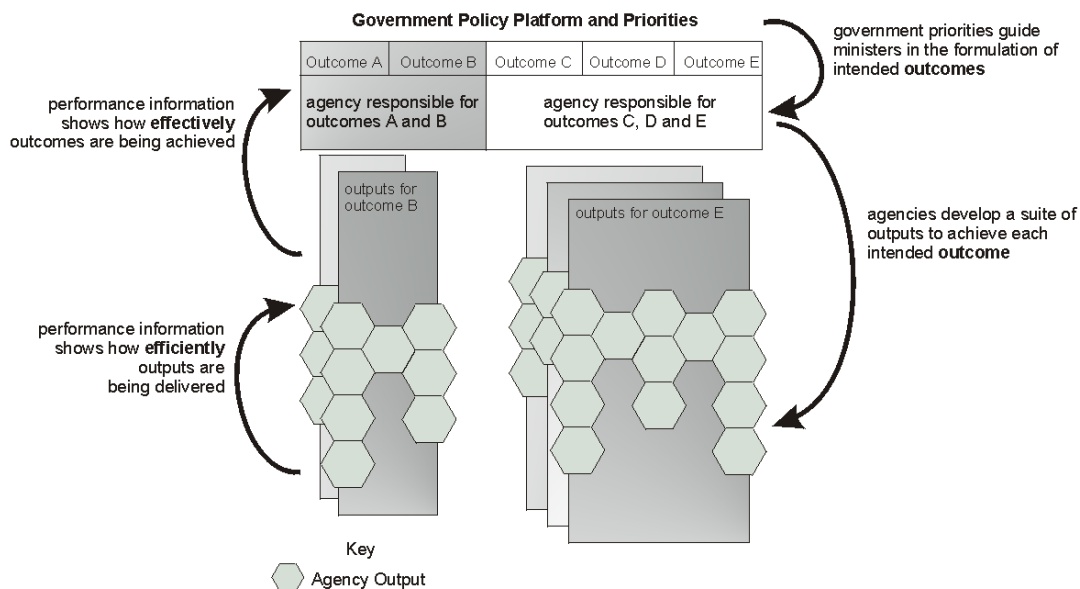 Government Policy Platform and Priorities
government priorities guide
ministers in the formulation of
intended outcomes
Outcome A
Outcome B
Outcome C
Outcome D
Outcome E
agency responsible for
outcomes A and B
agency responsible for
outcomes C, D and E
performance information
shows how effectively
outcomes are being achieved
outputs for
outcome B
outputs for outcome E
agencies develop a suite of
outputs to achieve each
intended outcome
performance information
shows how efficiently
outputs are
being delivered
Key
Agency Output